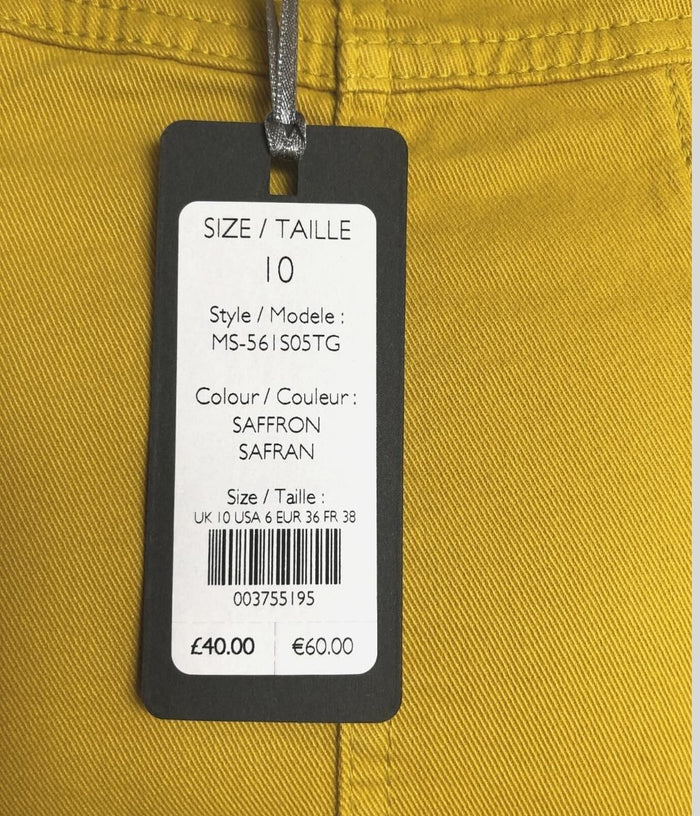 SIZE / TAILLE
10
Style / Modele :
MS-561S05TG
Colour / Couleur :
SAFFRON
SAFRAN
Size / Taille :
UK 10 USA 6 EUR 36 FR 38
003755195
£40.00 €60.00